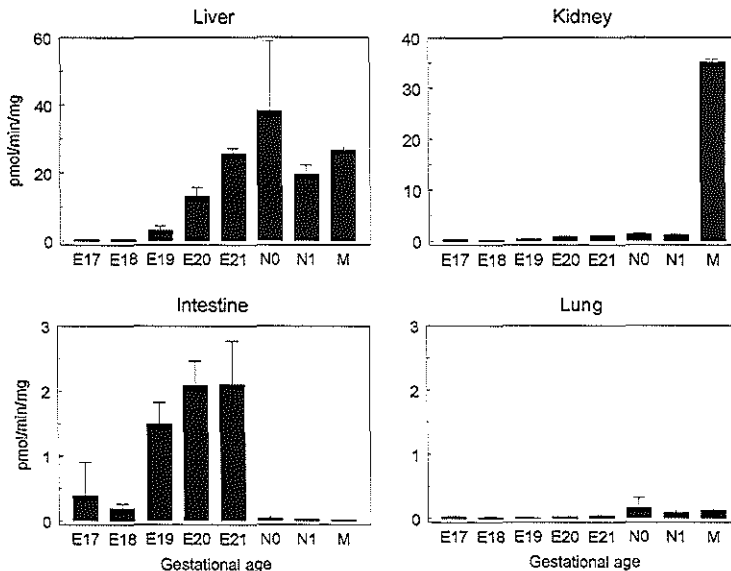 Liver
60
40
20
0
pmol/min/mg
E17 E18 E19 E20 E21 N0 N1 M
Kidney
40
30
20
10
0
E17 E18 E19 E20 E21 N0 N1 M
Intestine
3
2
1
0
pmol/min/mg
E17 E18 E19 E20 E21 N0 N1 M
Gestational age
Lung
3
2
1
0
E17 E18 E19 E20 E21 N0 N1 M
Gestational age